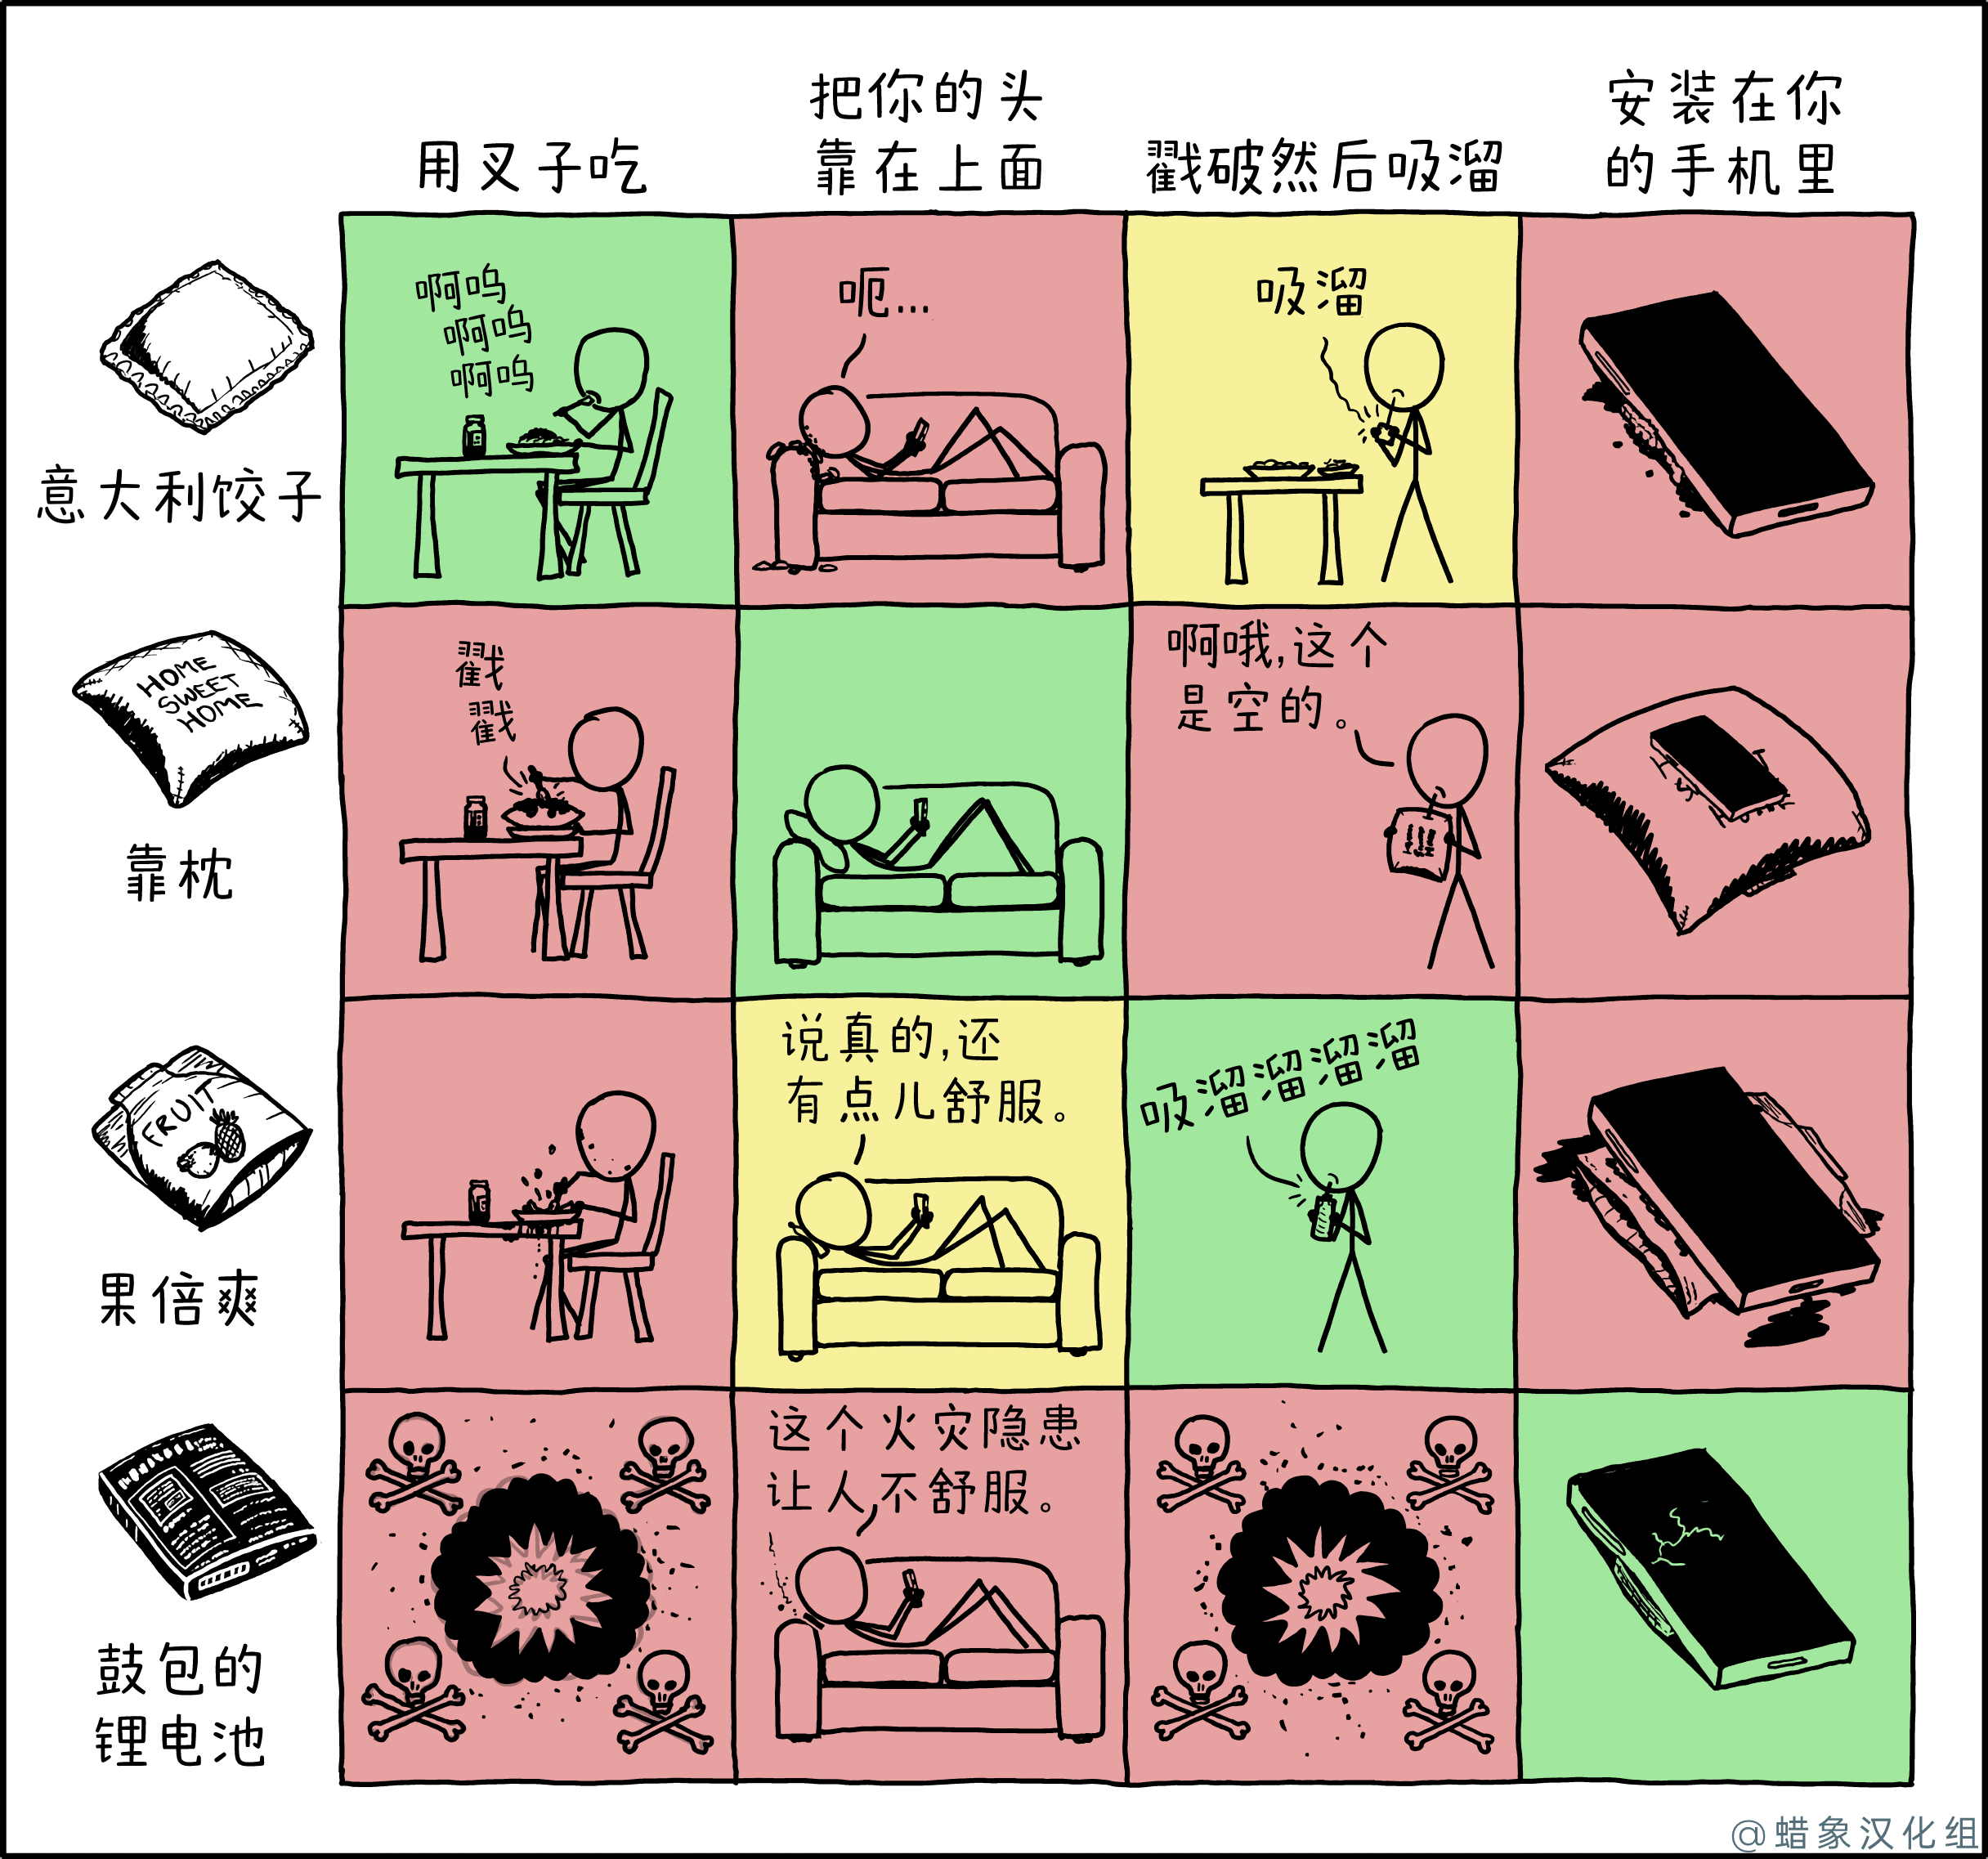 用叉子吃
把你的头
靠在上面
戳破然后吸溜
安装在你
的手机里
意大利饺子
啊呜
啊呜
啊呜
呃...
吸溜
HOME
SWEET
HOME
靠枕
戳
戳
啊哦,这个
是空的。
FRUIT
果倍爽
说真的,还
有点儿舒服。
吸溜溜溜溜
鼓包的
锂电池
这个火灾隐患
让人不舒服。
@蜡象汉化组